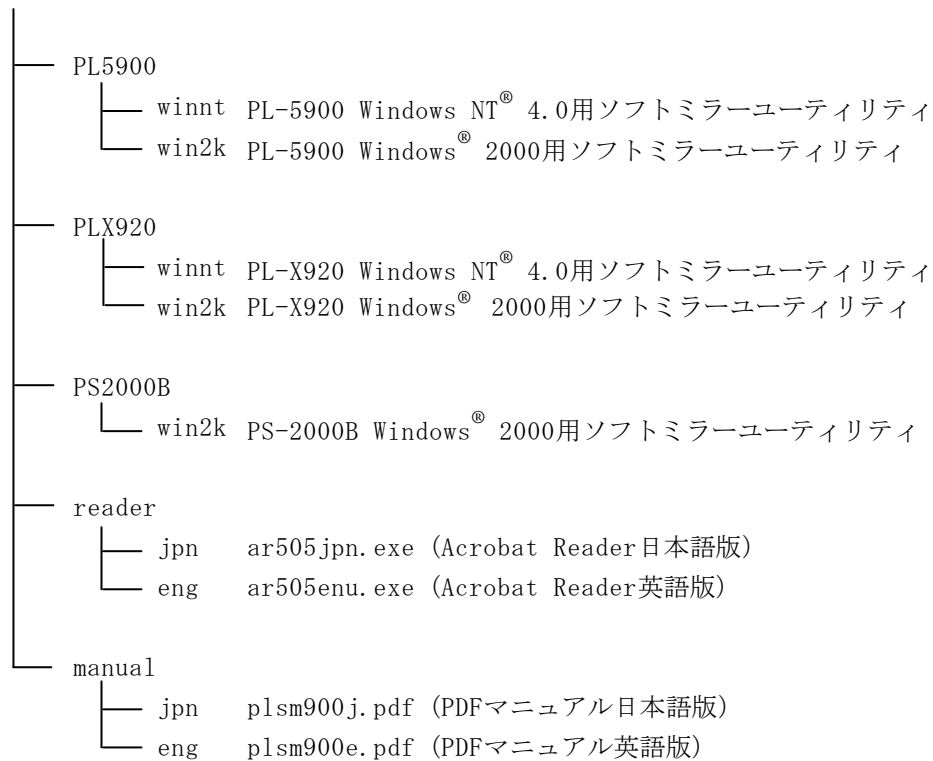 PL5900
winnt PL-5900 Windows NT® 4.0用ソフトミラーユーティリティ
win2k PL-5900 Windows® 2000用ソフトミラーユーティリティ
PLX920
winnt PL-X920 Windows NT® 4.0用ソフトミラーユーティリティ
win2k PL-X920 Windows® 2000用ソフトミラーユーティリティ
PS2000B
win2k PS-2000B Windows® 2000用ソフトミラーユーティリティ
reader
jpn ar505jpn.exe (Acrobat Reader日本語版)
eng ar505enu.exe (Acrobat Reader英語版)
manual
jpn plsm900j.pdf (PDFマニュアル日本語版)
eng plsm900e.pdf (PDFマニュアル英語版)